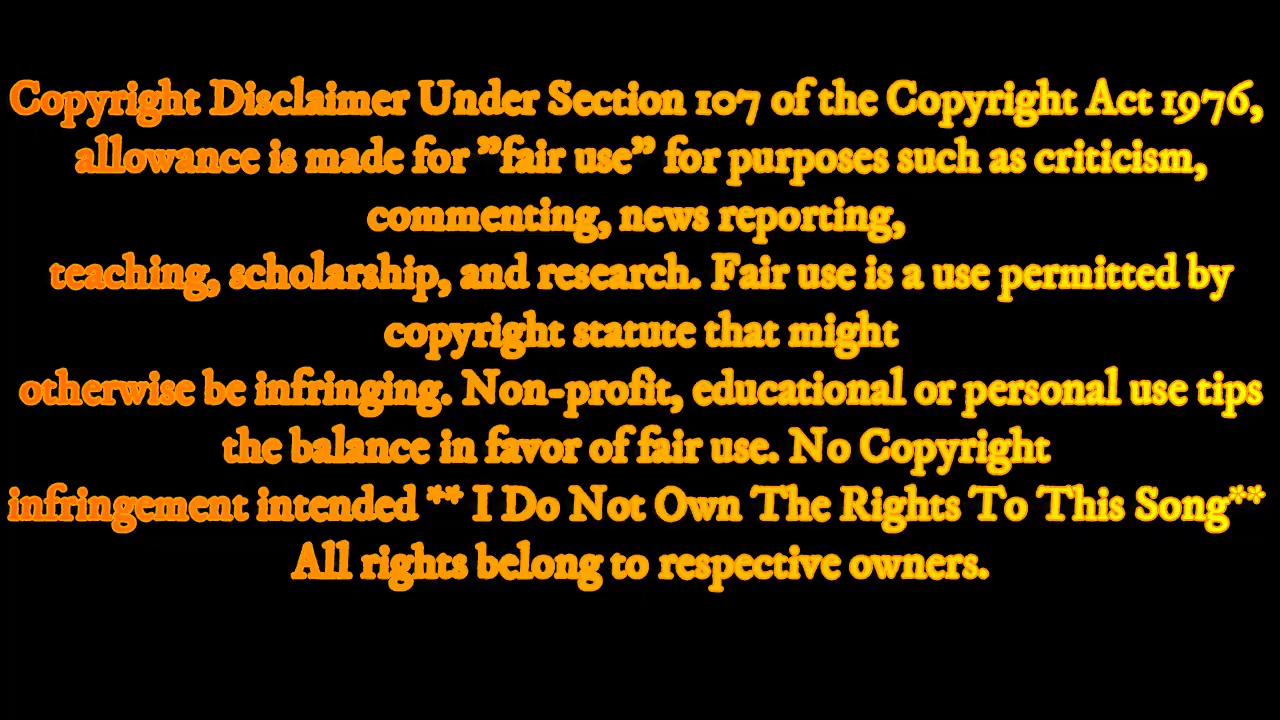 Copyright Disclaimer Under Section 107 of the Copyright Act 1976,
allowance is made for ”fair use” for purposes such as criticism,
commenting, news reporting,
teaching, scholarship, and research. Fair use is a use permitted by
copyright statute that might
otherwise be infringing. Non-profit, educational or personal use tips
the balance in favor of fair use. No Copyright
infringement intended ** I Do Not Own The Rights To This Song**
All rights belong to respective owners.